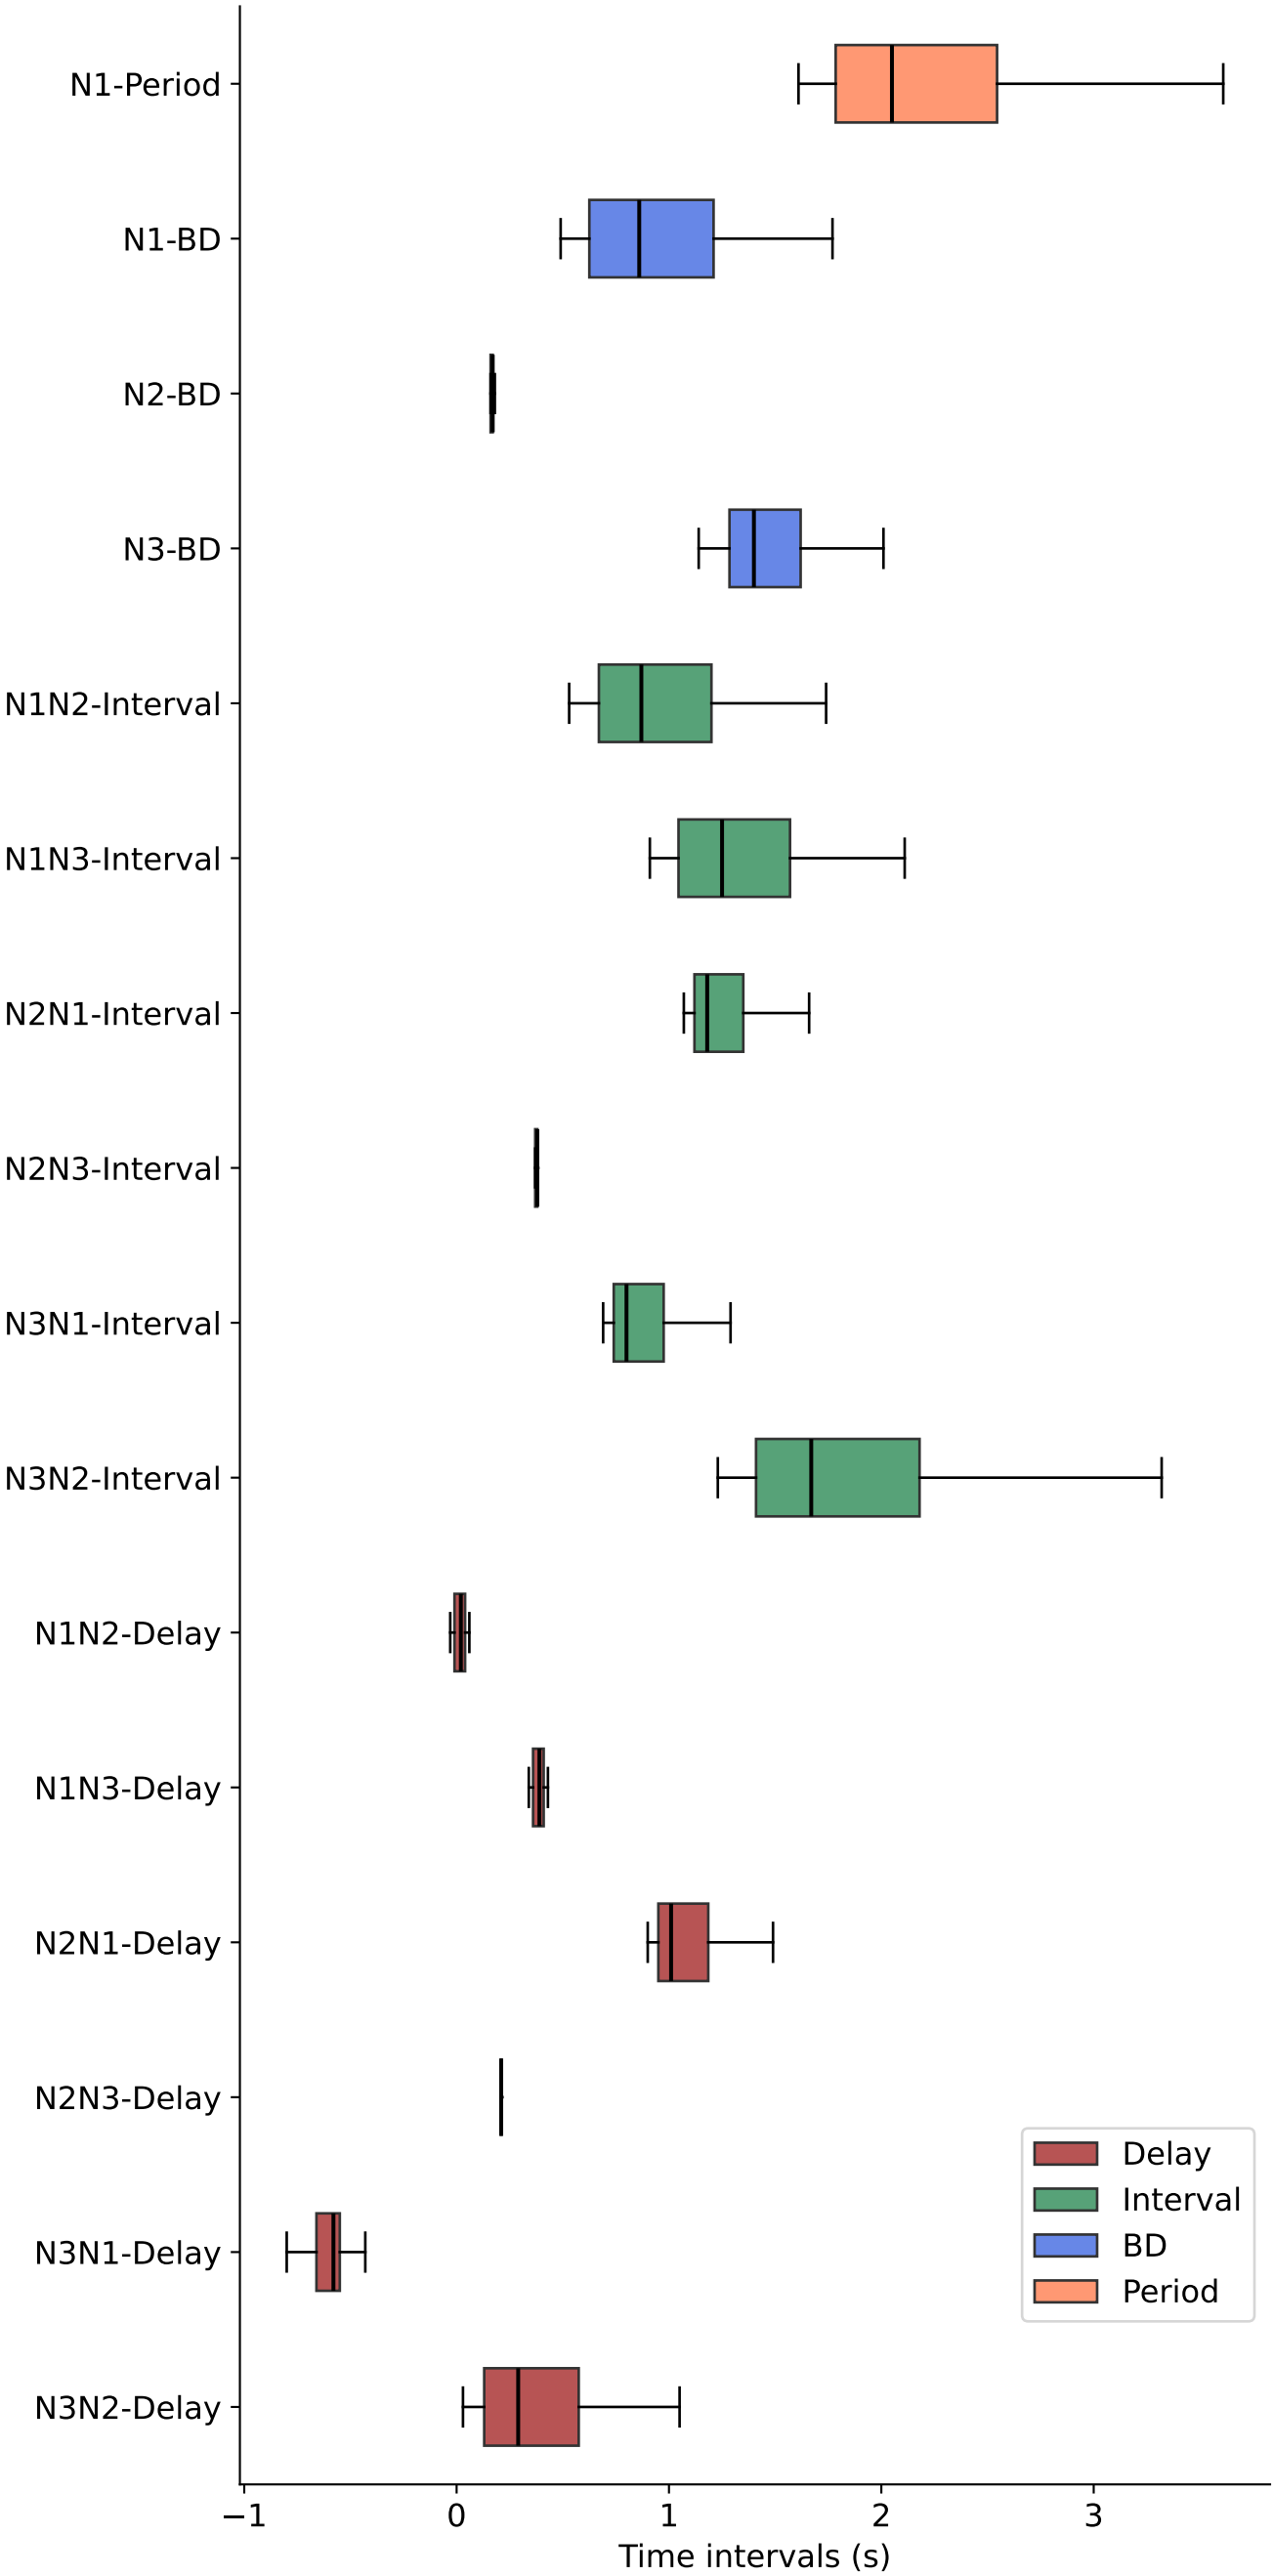 N1-Period
N1-BD
N2-BD
N3-BD
N1N2-Interval
N1N3-Interval
N2N1-Interval
N2N3-Interval
N3N1-Interval
N3N2-Interval
N1N2-Delay
N1N3-Delay
N2N1-Delay
N2N3-Delay
N3N1-Delay
N3N2-Delay
Delay
Interval
BD
Period
−1 0 1 2 3
Time intervals (s)